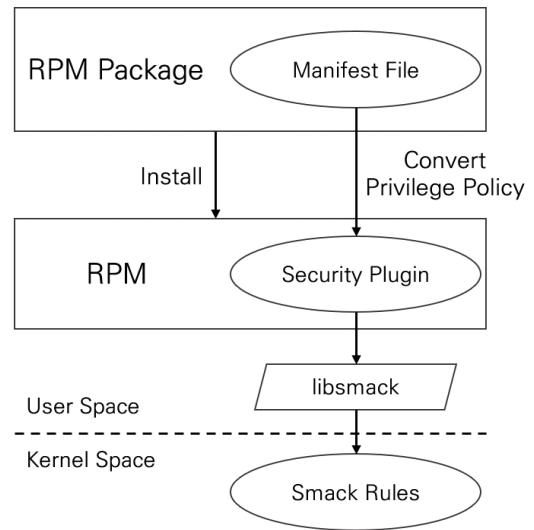 RPM Package
Manifest File
Install
Convert
Privilege Policy
RPM
Security Plugin
libsmack
User Space
Kernel Space
Smack Rules